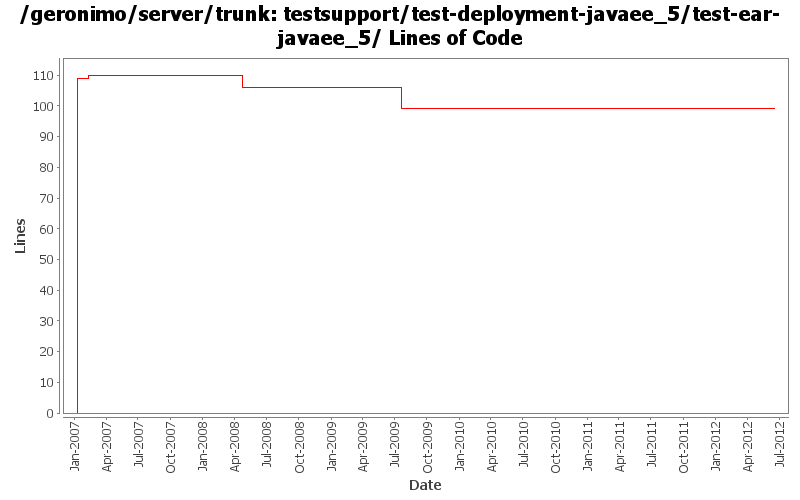 /geronimo/server/trunk: testsupport/test-deployment-javaee_5/test-ear-
javaee_5/ Lines of Code
110
100
90
80
70
60
50
40
30
20
10
0
Lines
Jan-2007
Apr-2007
Jul-2007
Oct-2007
Jan-2008
Apr-2008
Jul-2008
Oct-2008
Jan-2009
Apr-2009
Jul-2009
Oct-2009
Jan-2010
Apr-2010
Jul-2010
Oct-2010
Jan-2011
Apr-2011
Jul-2011
Oct-2011
Jan-2012
Apr-2012
Jul-2012
Date